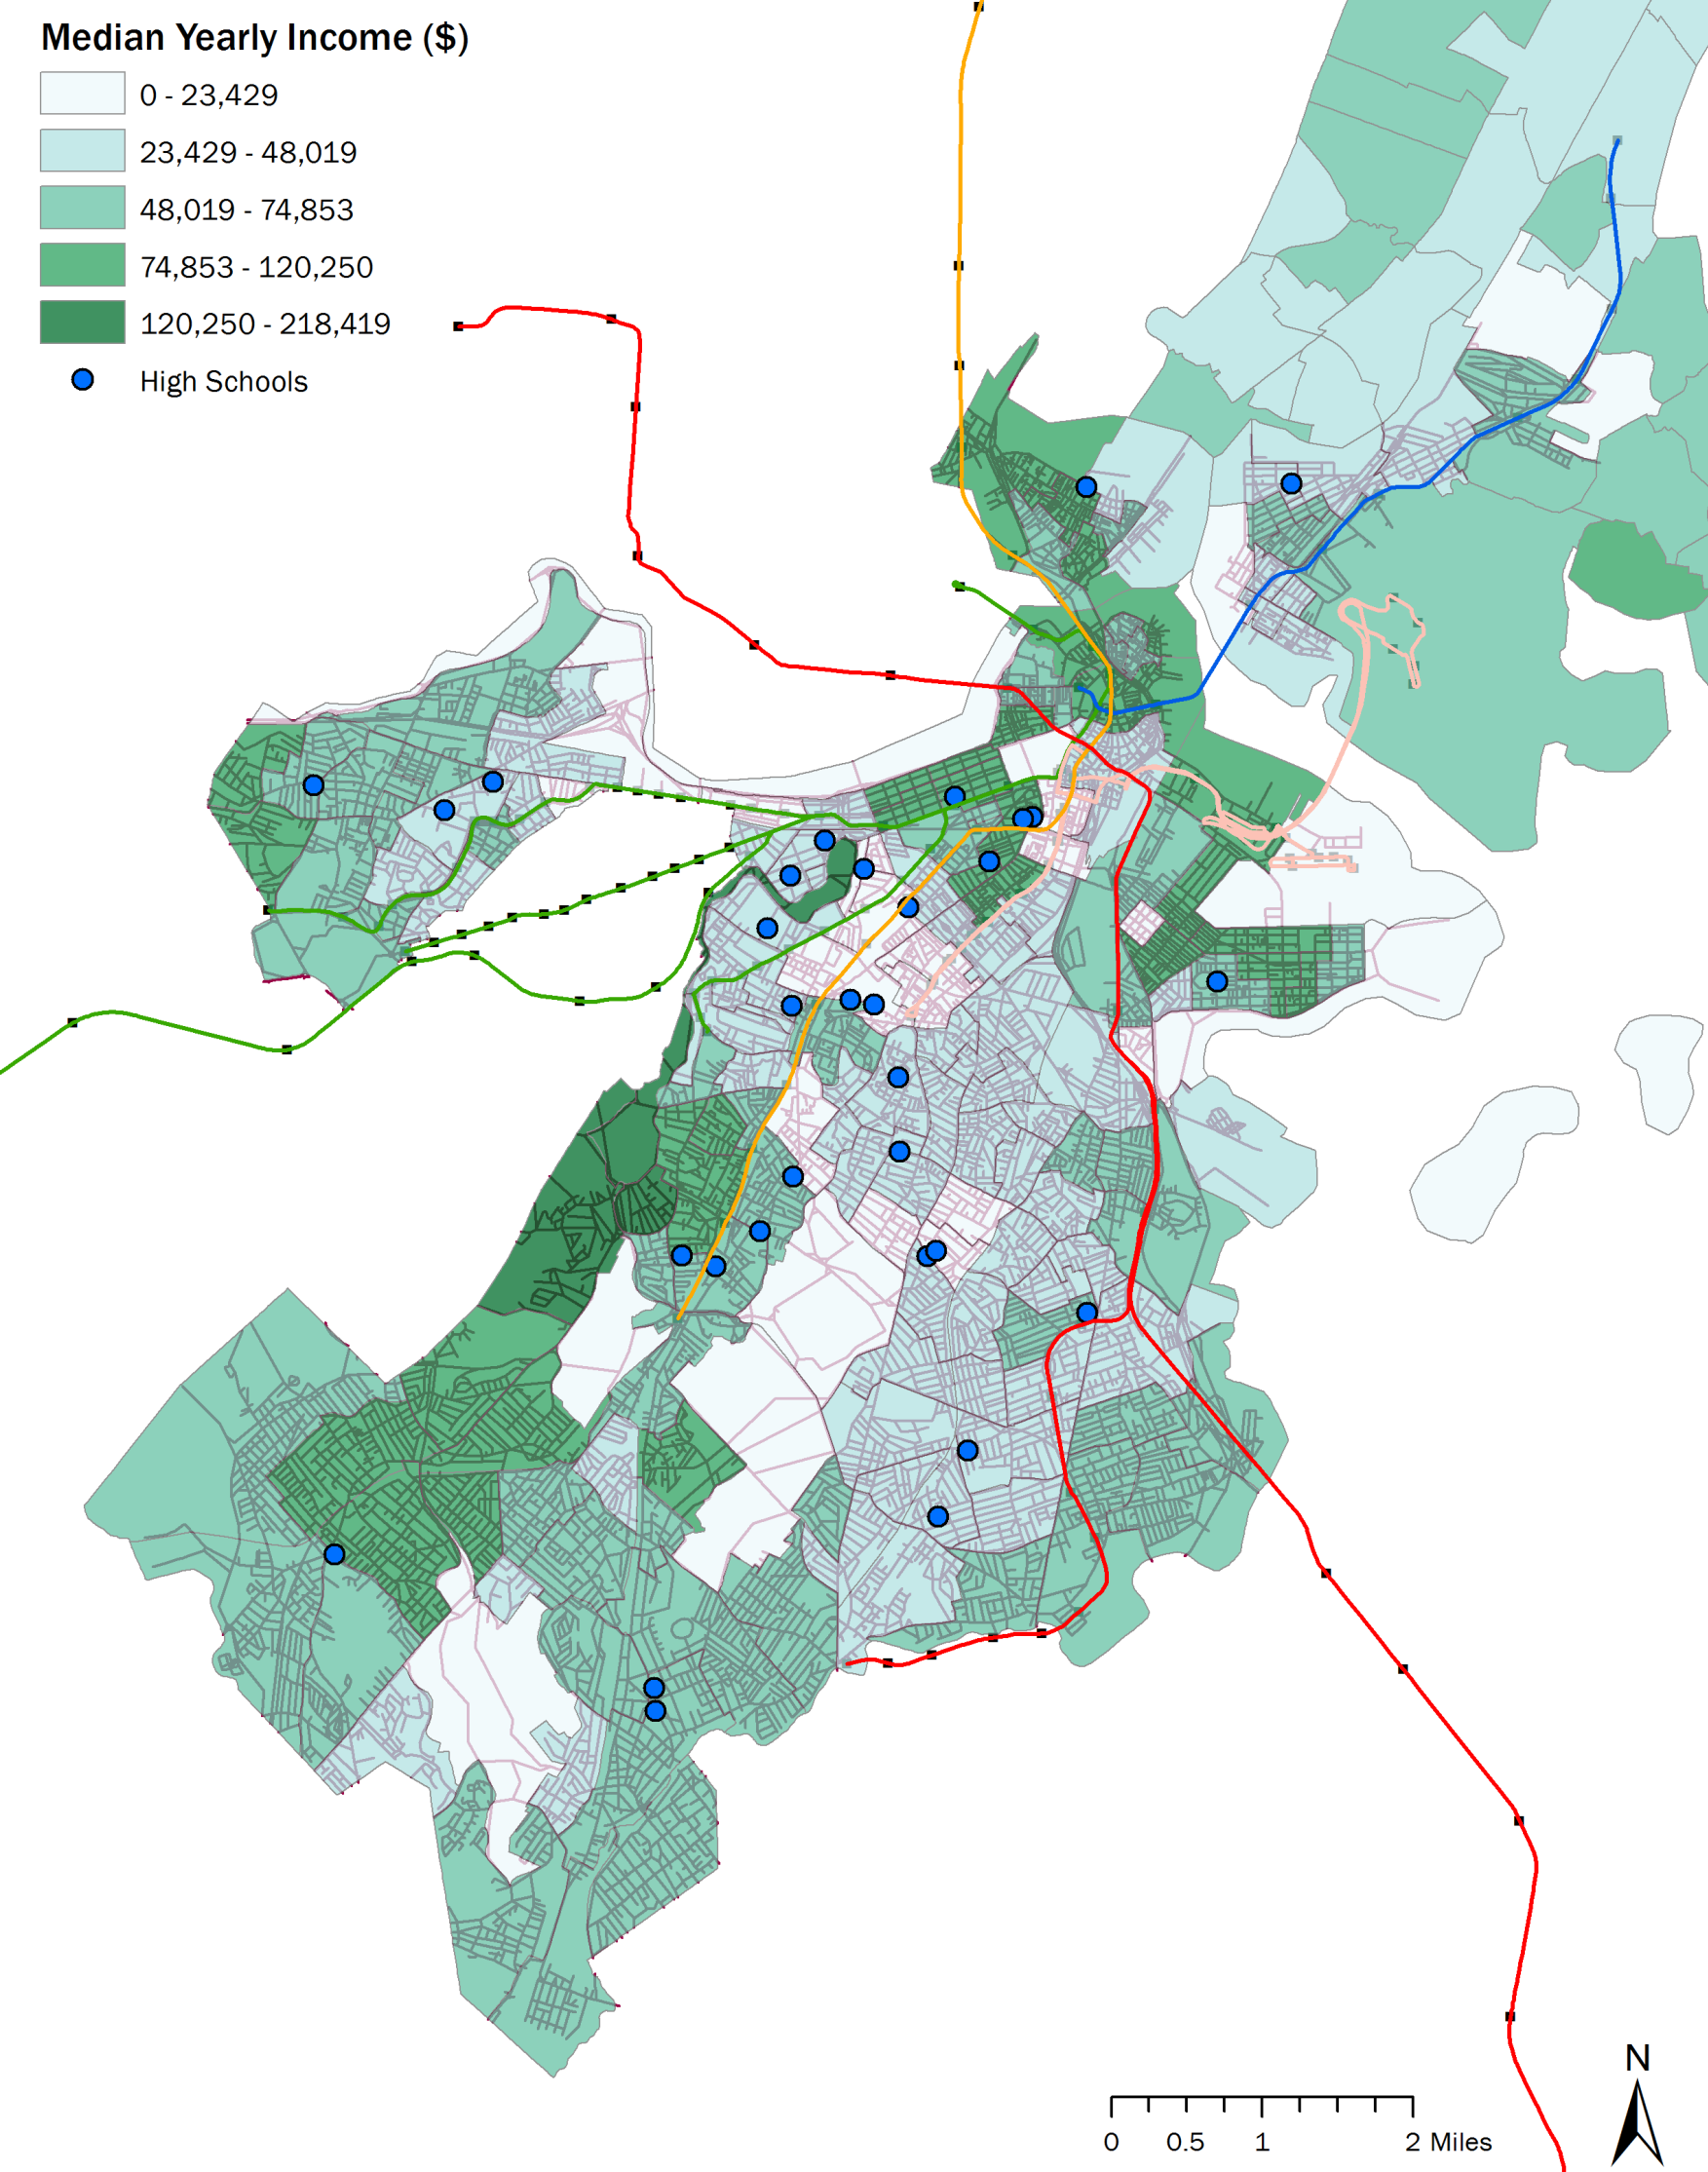 Median Yearly Income ($)
0 - 23,429
23,429 - 48,019
48,019 - 74,853
74,853 - 120,250
120,250 - 218,419
High Schools
N
0 0.5 1 2 Miles